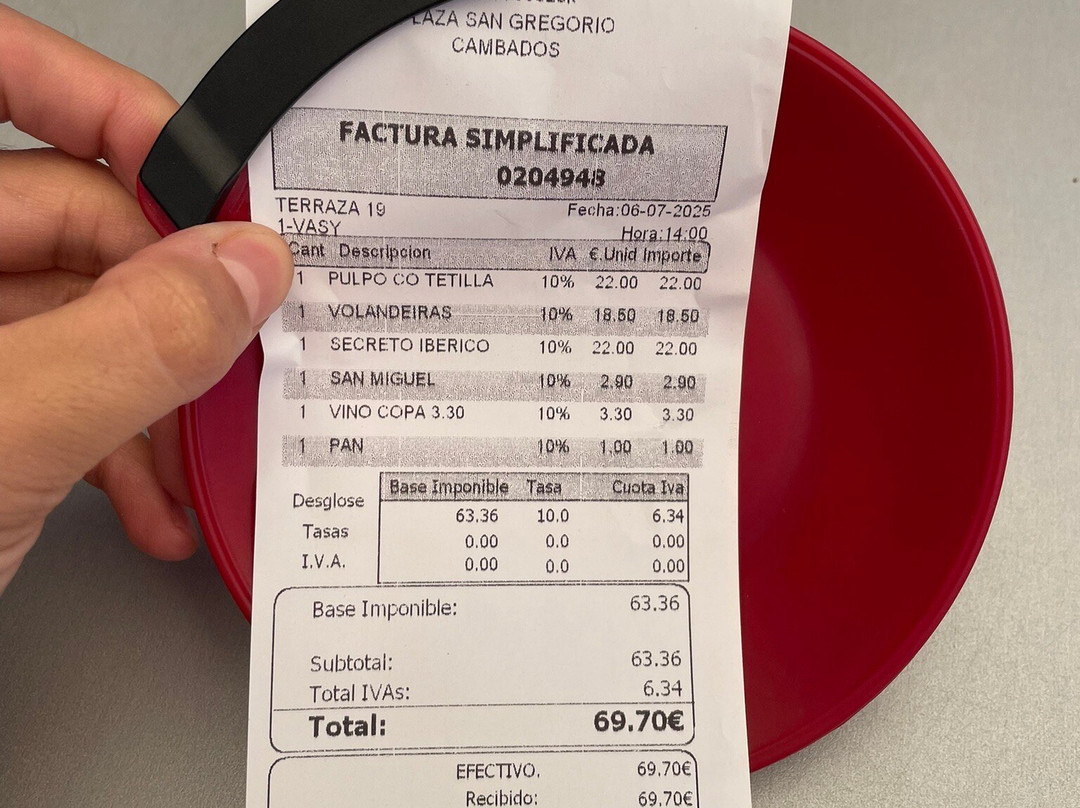 PLAZA SAN GREGORIO
CAMBADOS
FACTURA SIMPLIFICADA
0204948
TERRAZA 19 Fecha:06-07-2025
1-VASY Hora:14:00
Cant Descripcion IVA €.Unid Importe
1 PULPO CO TETILLA 10% 22.00 22.00
1 VOLANDEIRAS 10% 18.50 18.50
1 SECRETO IBERICO 10% 22.00 22.00
1 SAN MIGUEL 10% 2.90 2.90
1 VINO COPA 3.30 10% 3.30 3.30
1 PAN 10% 1.00 1.00
Desglose Base Imponible Tasa Cuota Iva
63.36 10.0 6.34
Tasas 0.00 0.0 0.00
I.V.A. 0.00 0.0 0.00
Base Imponible: 63.36
Subtotal: 63.36
Total IVAs: 6.34
Total: 69.70€
EFECTIVO. 69.70€
Recibido: 69.70€